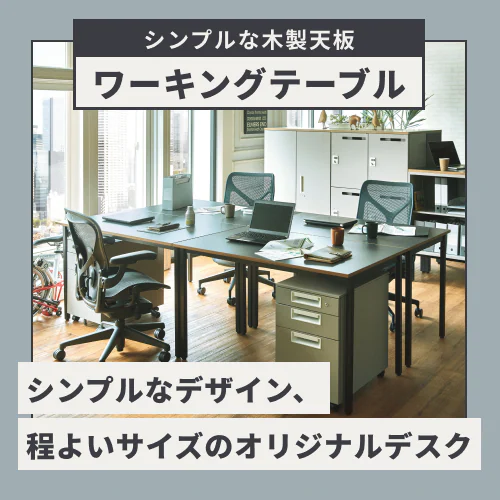 シンプルな木製天板
ワーキングテーブル
シンプルなデザイン、
程よいサイズのオリジナルデスク